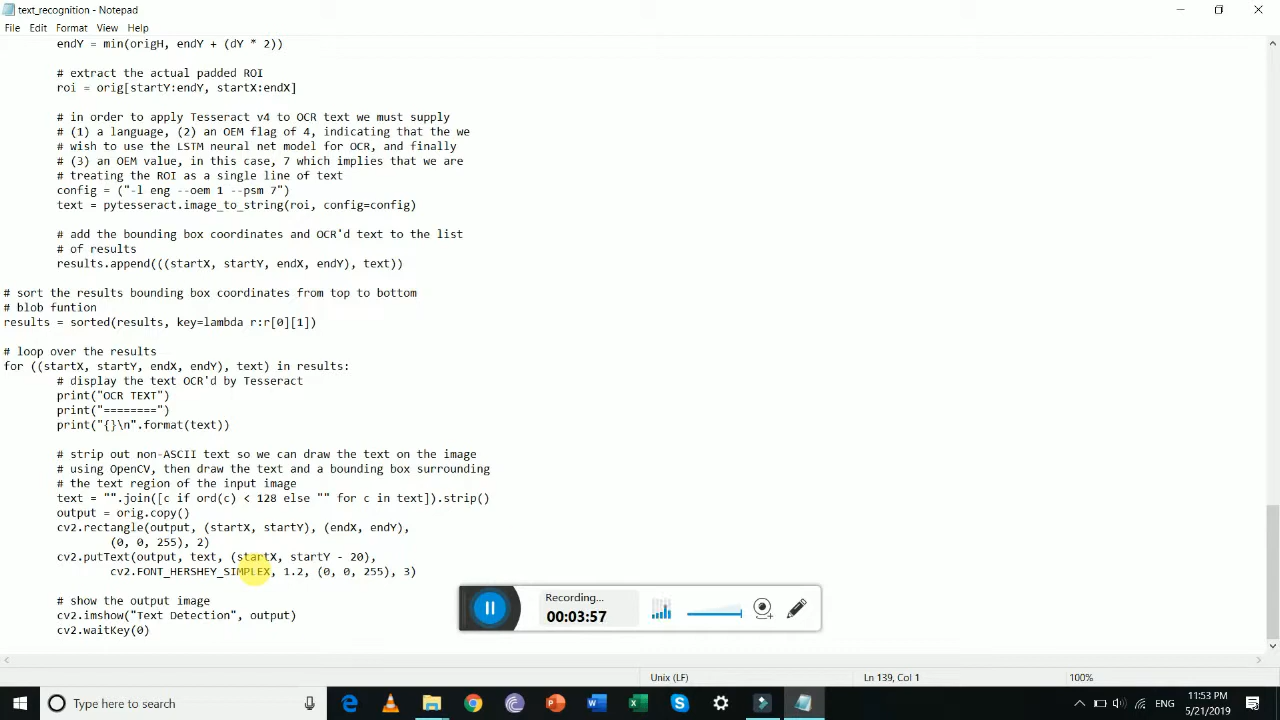 text_recognition - Notepad
File Edit Format View Help
endY = min(origH, endY + (dY * 2))
# extract the actual padded ROI
roi = orig[startY:endY, startX:endX]
# in order to apply Tesseract v4 to OCR text we must supply
# (1) a language, (2) an OEM flag of 4, indicating that the we
# wish to use the LSTM neural net model for OCR, and finally
# (3) an OEM value, in this case, 7 which implies that we are
# treating the ROI as a single line of text
config = ("-l eng --oem 1 --psm 7")
text = pytesseract.image_to_string(roi, config=config)
# add the bounding box coordinates and OCR'd text to the list
# of results
results.append(((startX, startY, endX, endY), text))
# sort the results bounding box coordinates from top to bottom
# blob funtion
results = sorted(results, key=lambda r:r[0][1])
# loop over the results
for ((startX, startY, endX, endY), text) in results:
# display the text OCR'd by Tesseract
print("OCR TEXT")
print("========")
print("{}\n".format(text))
# strip out non-ASCII text so we can draw the text on the image
# using OpenCV, then draw the text and a bounding box surrounding
# the text region of the input image
text = "".join([c if ord(c) < 128 else "" for c in text]).strip()
output = orig.copy()
cv2.rectangle(output, (startX, startY), (endX, endY),
(0, 0, 255), 2)
cv2.putText(output, text, (startX, startY - 20),
cv2.FONT_HERSHEY_SIMPLEX, 1.2, (0, 0, 255), 3)
# show the output image
cv2.imshow("Text Detection", output)
cv2.waitKey(0)
Recording...
00:03:57
Unix (LF) Ln 139, Col 1 100%
Type here to search
ENG
11:53 PM
5/21/2019